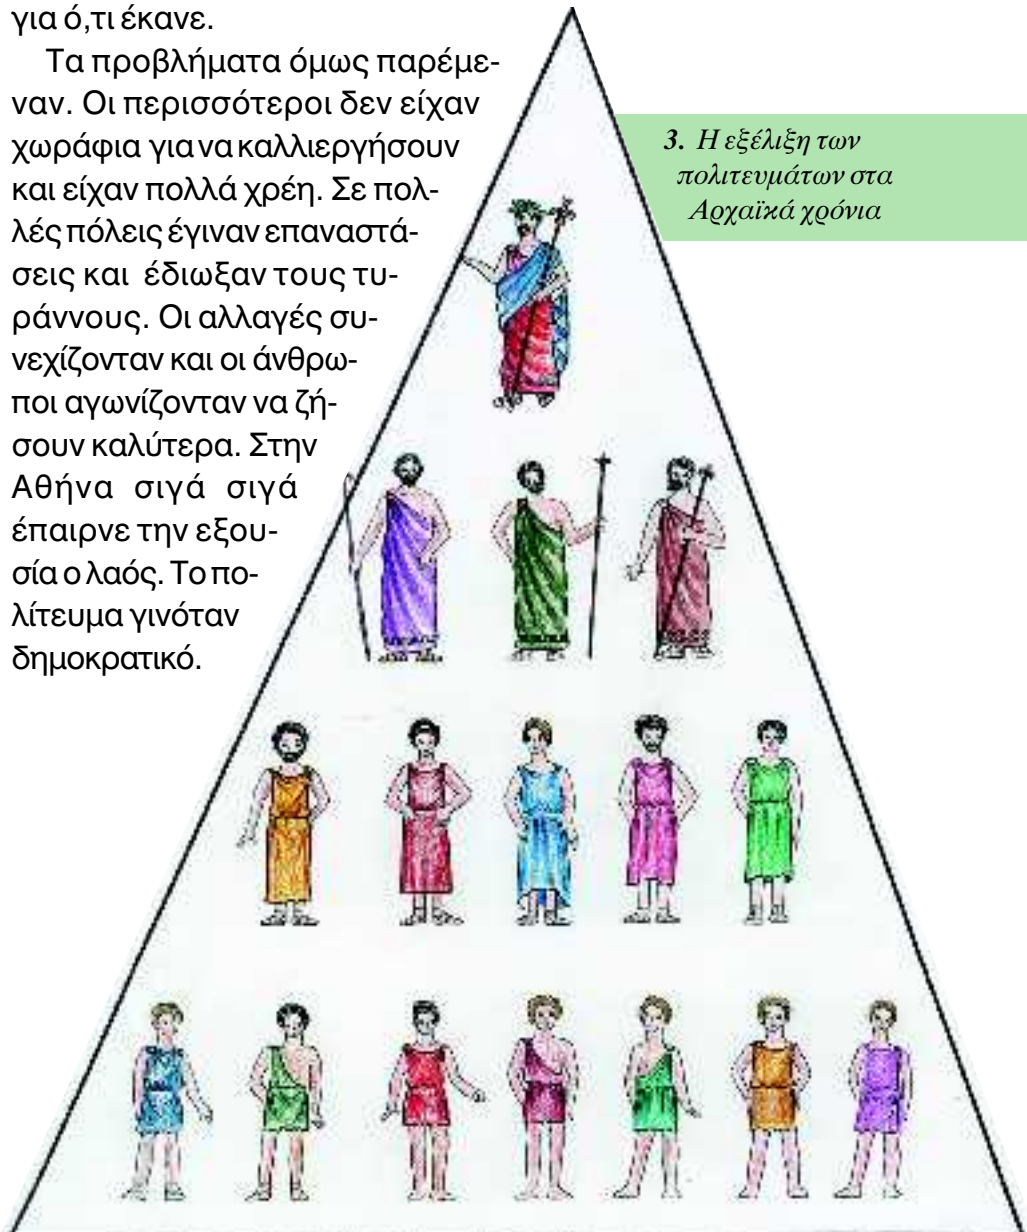 για ό,τι έκανε.
Τα προβλήματα όμως παρέμε-
ναν. Οι περισσότεροι δεν είχαν
χωράφια για να καλλιεργήσουν
και είχαν πολλά χρέη. Σε πολ-
λές πόλεις έγιναν επαναστά-
σεις και έδιωξαν τους τυ-
ράννους. Οι αλλαγές συ-
νεχίζονταν και οι άνθρω-
ποι αγωνίζονταν να ζή-
σουν καλύτερα. Στην
Αθήνα σιγά σιγά
έπαιρνε την εξου-
σία ο λαός. Το πο-
λίτευμα γινόταν
δημοκρατικό.
3. Η εξέλιξη των
πολιτευμάτων στα
Αρχαϊκά χρόνια